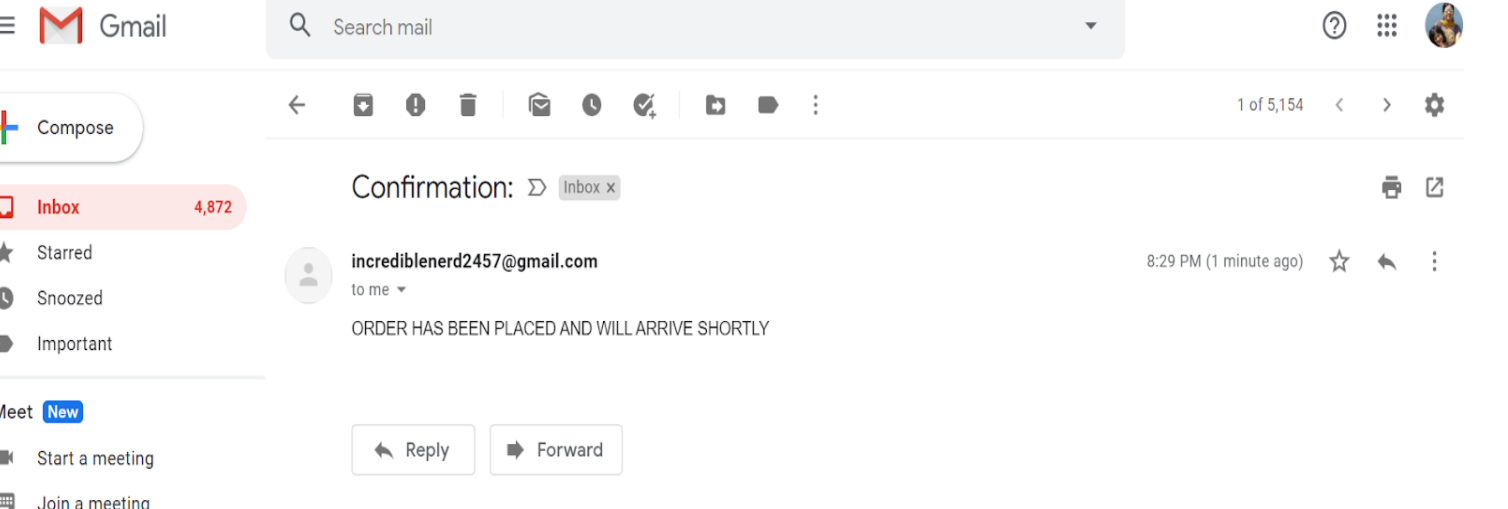 Gmail
Search mail
1 of 5,154
Compose
Confirmation:
Inbox x
Inbox 4,872
Starred
Snoozed
Important
incrediblenerd2457@gmail.com
8:29 PM (1 minute ago)
to me
ORDER HAS BEEN PLACED AND WILL ARRIVE SHORTLY
Meet New
Start a meeting
Join a meeting
Reply
Forward